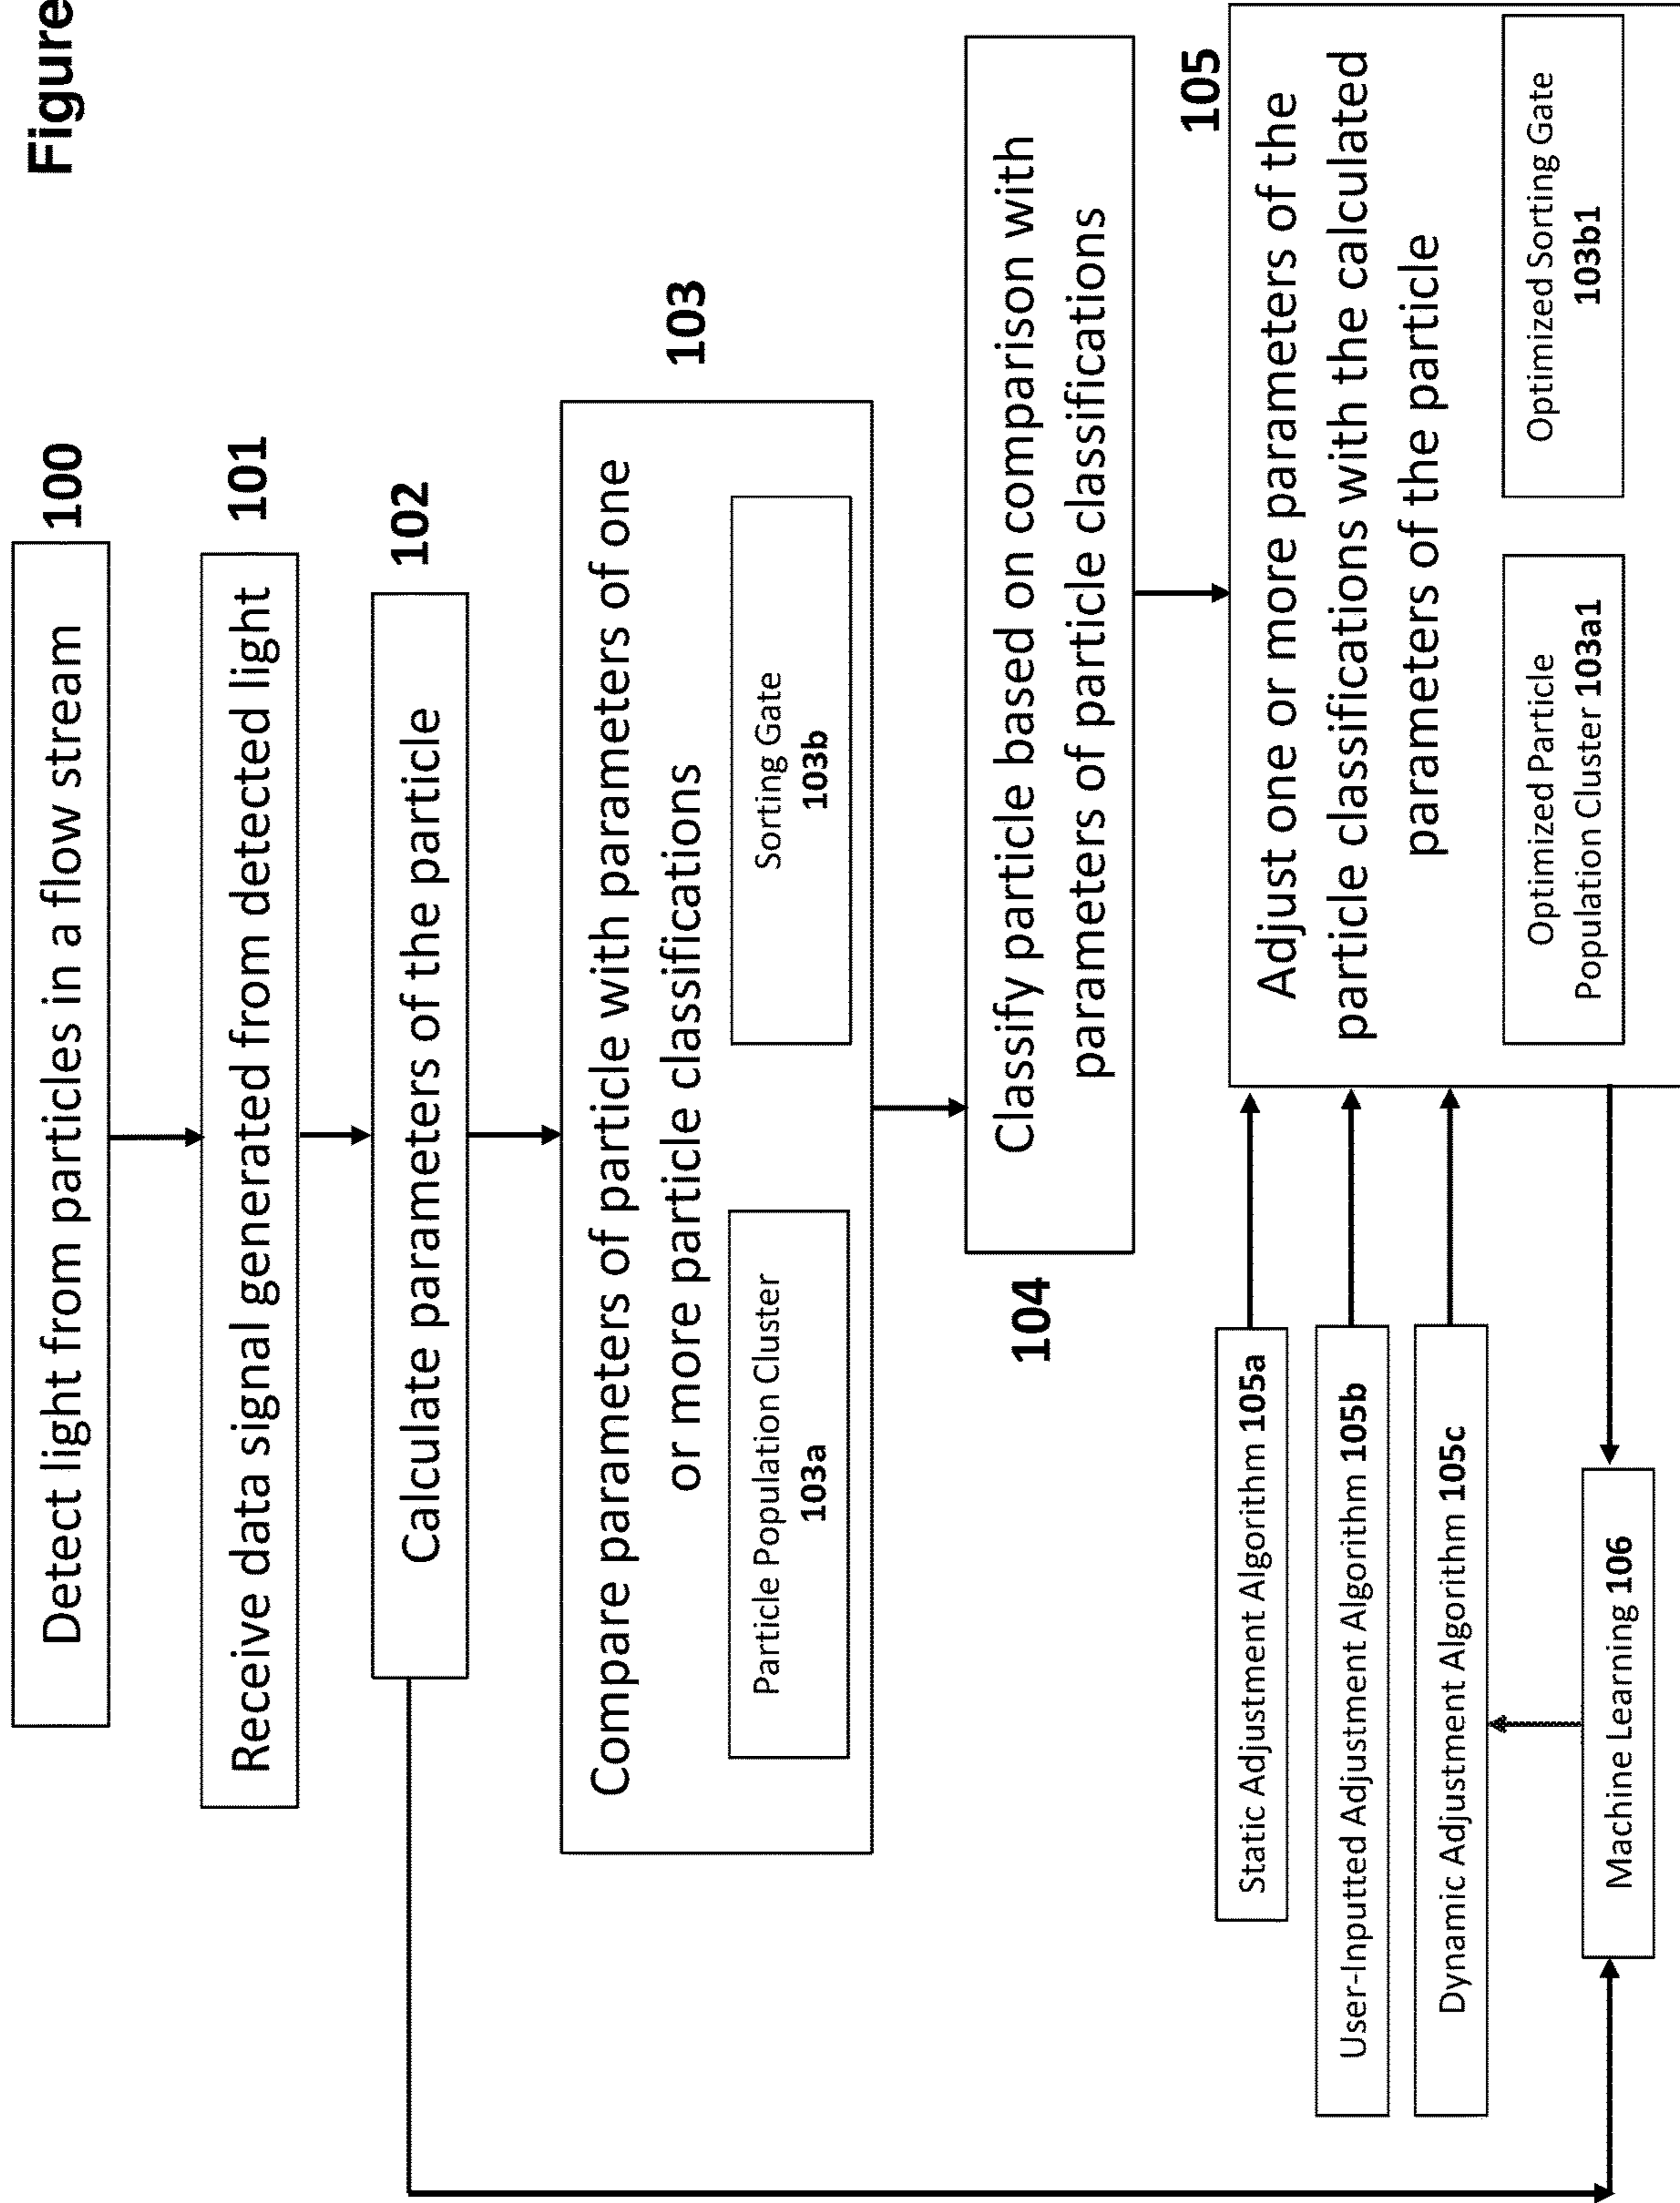 Figure
Detect light from particles in a flow stream
100
Receive data signal generated from detected light
101
Calculate parameters of the particle
102
Compare parameters of particle with parameters of one
or more particle classifications
103
Particle Population Cluster
103a
Sorting Gate
103b
Classify particle based on comparison with
parameters of particle classifications
104
105
Adjust one or more parameters of the
particle classifications with the calculated
parameters of the particle
Optimized Particle
Population Cluster 103a1
Optimized Sorting Gate
103b1
Static Adjustment Algorithm 105a
User-Inputted Adjustment Algorithm 105b
Dynamic Adjustment Algorithm 105c
Machine Learning 106